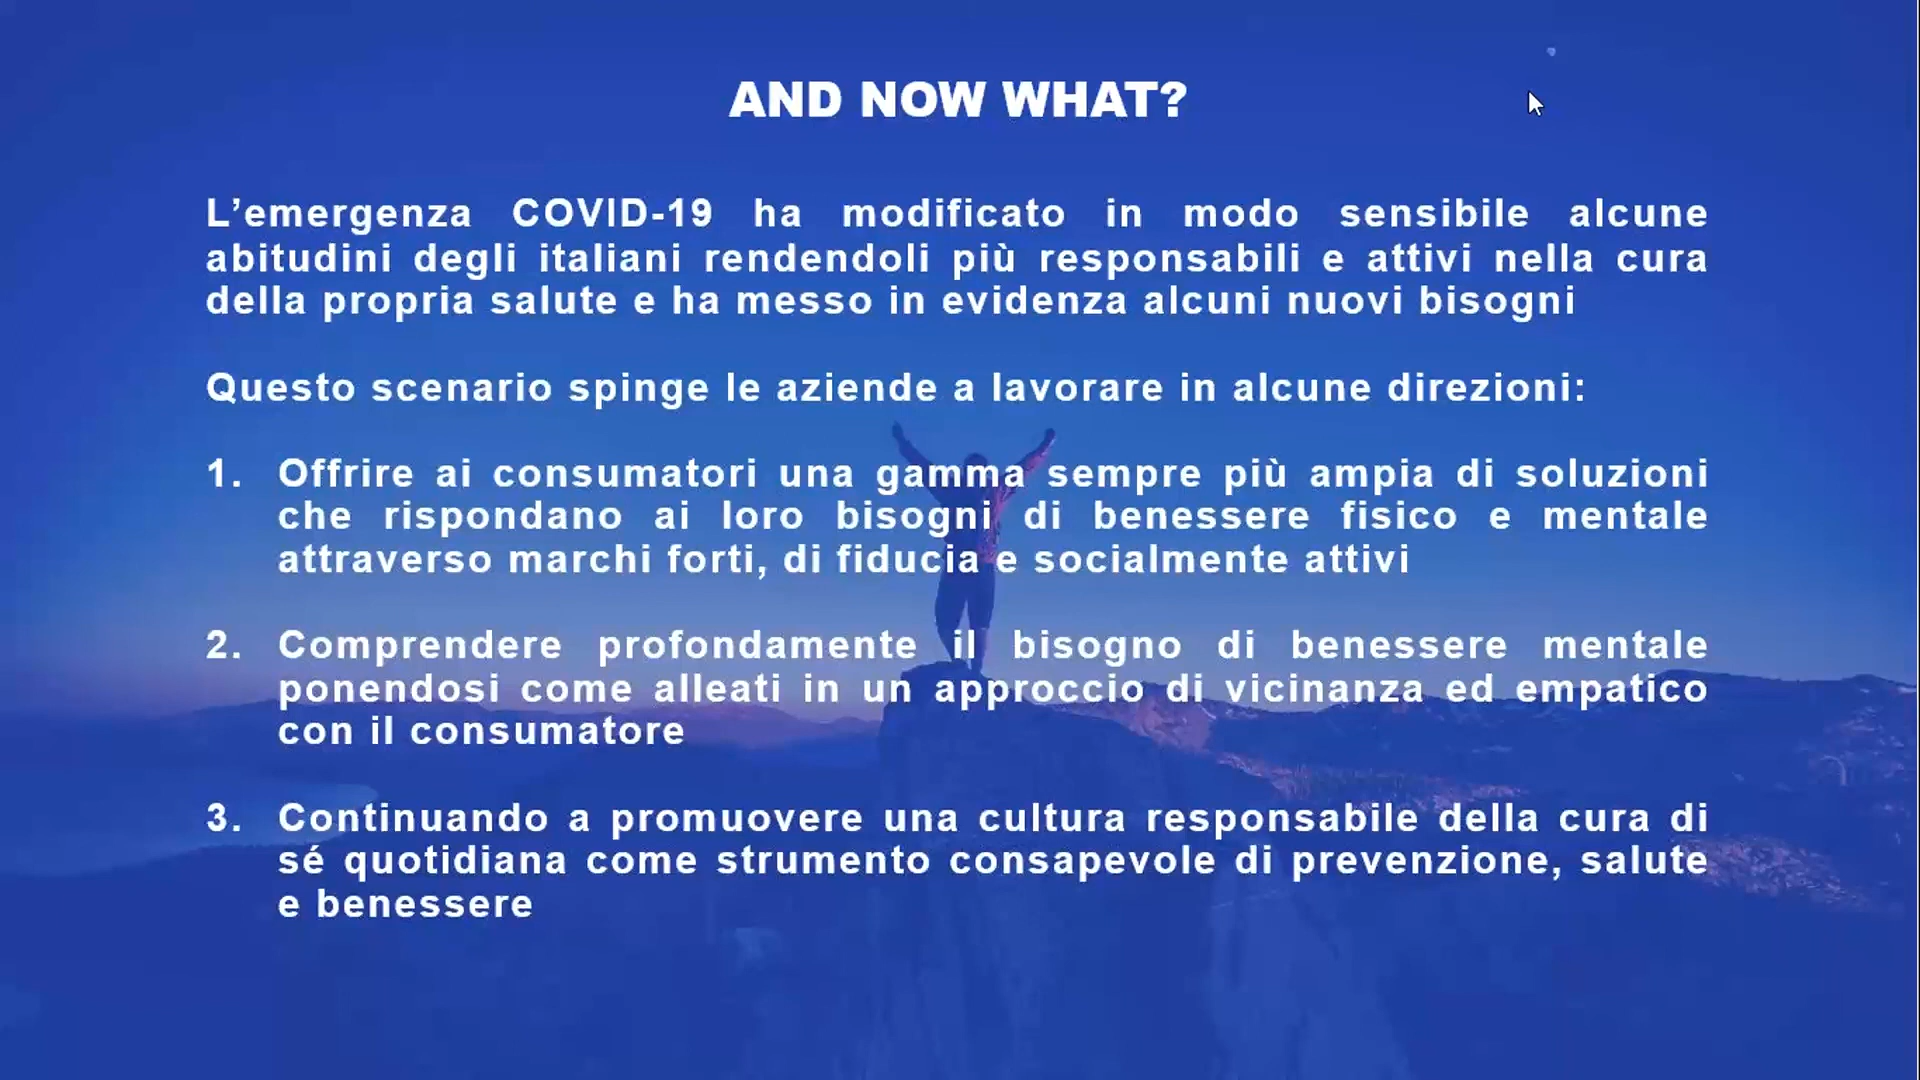 AND NOW WHAT?
L’emergenza COVID-19 ha modificato in modo sensibile alcune
abitudini degli italiani rendendoli più responsabili e attivi nella cura
della propria salute e ha messo in evidenza alcuni nuovi bisogni
Questo scenario spinge le aziende a lavorare in alcune direzioni:
1. Offrire ai consumatori una gamma sempre più ampia di soluzioni
che rispondano ai loro bisogni di benessere fisico e mentale
attraverso marchi forti, di fiducia e socialmente attivi
2. Comprendere profondamente il bisogno di benessere mentale
ponendosi come alleati in un approccio di vicinanza ed empatico
con il consumatore
3. Continuando a promuovere una cultura responsabile della cura di
sé quotidiana come strumento consapevole di prevenzione, salute
e benessere